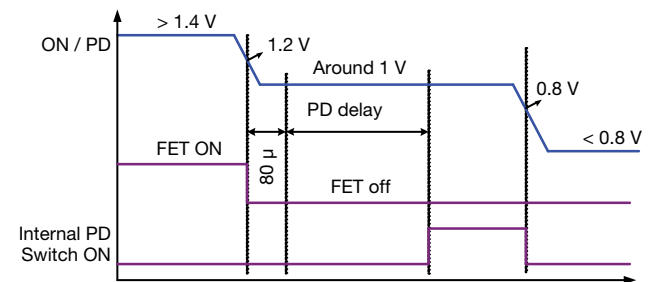 > 1.4 V
ON / PD
1.2 V
Around 1 V
0.8 V
PD delay
< 0.8 V
FET ON
80 μ
FET off
Internal PD
Switch ON